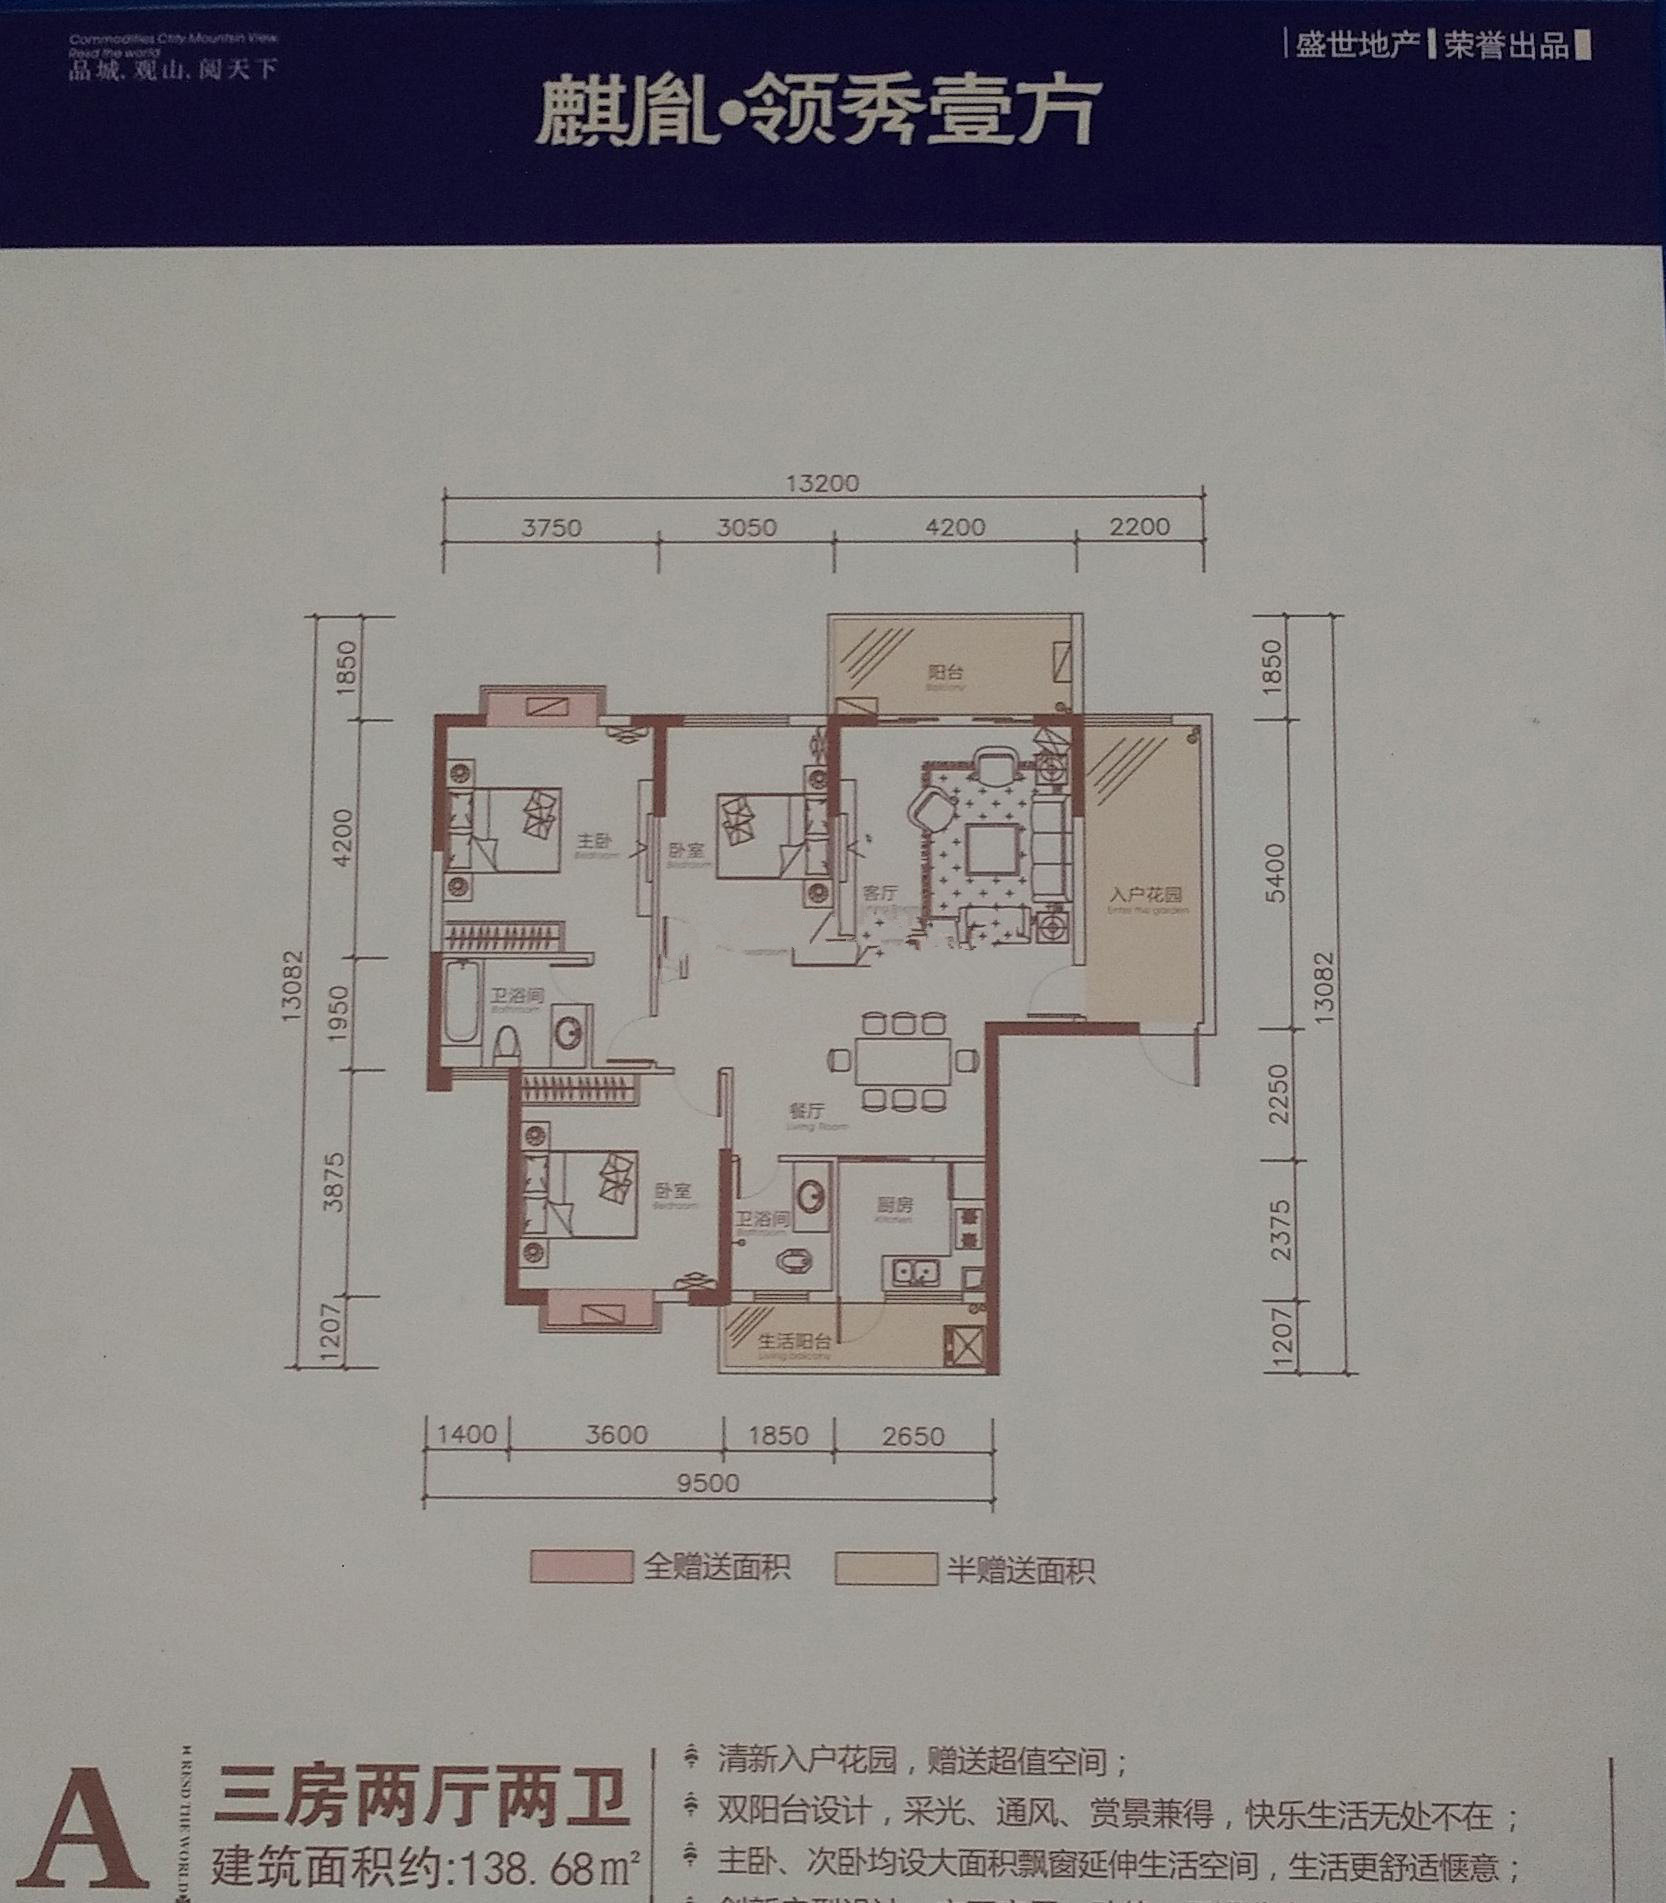 Commodities Ctity Mountain View.
Read the world
品城.观山.阅天下
盛世地产 荣誉出品
麒胤•领秀壹方
13200
3750 3050 4200 2200
1850
4200
1950
3875
1207
13082
1850
5400
2250
2375
1207
13082
阳台
Balcony
主卧
Bedroom
卧室
Bedroom
客厅
入户花园
Enter the garden
卫浴间
Bathroom
餐厅
Living Room
卧室
Bedroom
卫浴间
Bathroom
厨房
Kitchen
生活阳台
Living balcony
1400 3600 1850 2650
9500
全赠送面积 半赠送面积
A
三房两厅两卫
建筑面积约:138.68㎡
清新入户花园，赠送超值空间；
双阳台设计，采光、通风、赏景兼得，快乐生活无处不在；
主卧、次卧均设大面积飘窗延伸生活空间，生活更舒适惬意；